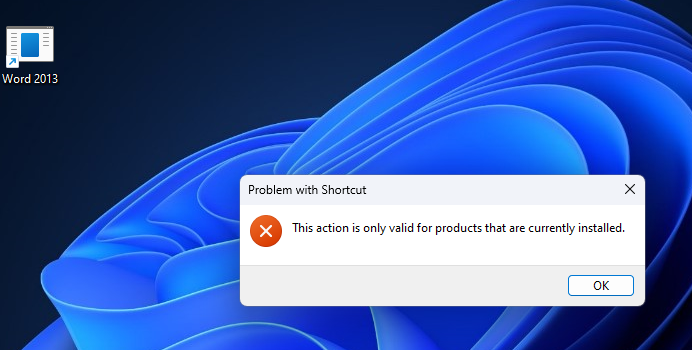 Word 2013
Problem with Shortcut
This action is only valid for products that are currently installed.
OK